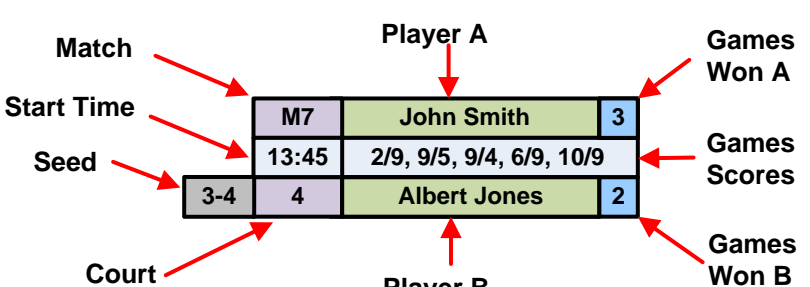 Match
Player A
Games
Won A
Start Time
M7
John Smith
3
13:45
2/9, 9/5, 9/4, 6/9, 10/9
Games
Scores
Seed
3-4
4
Albert Jones
2
Court
Player B
Games
Won B